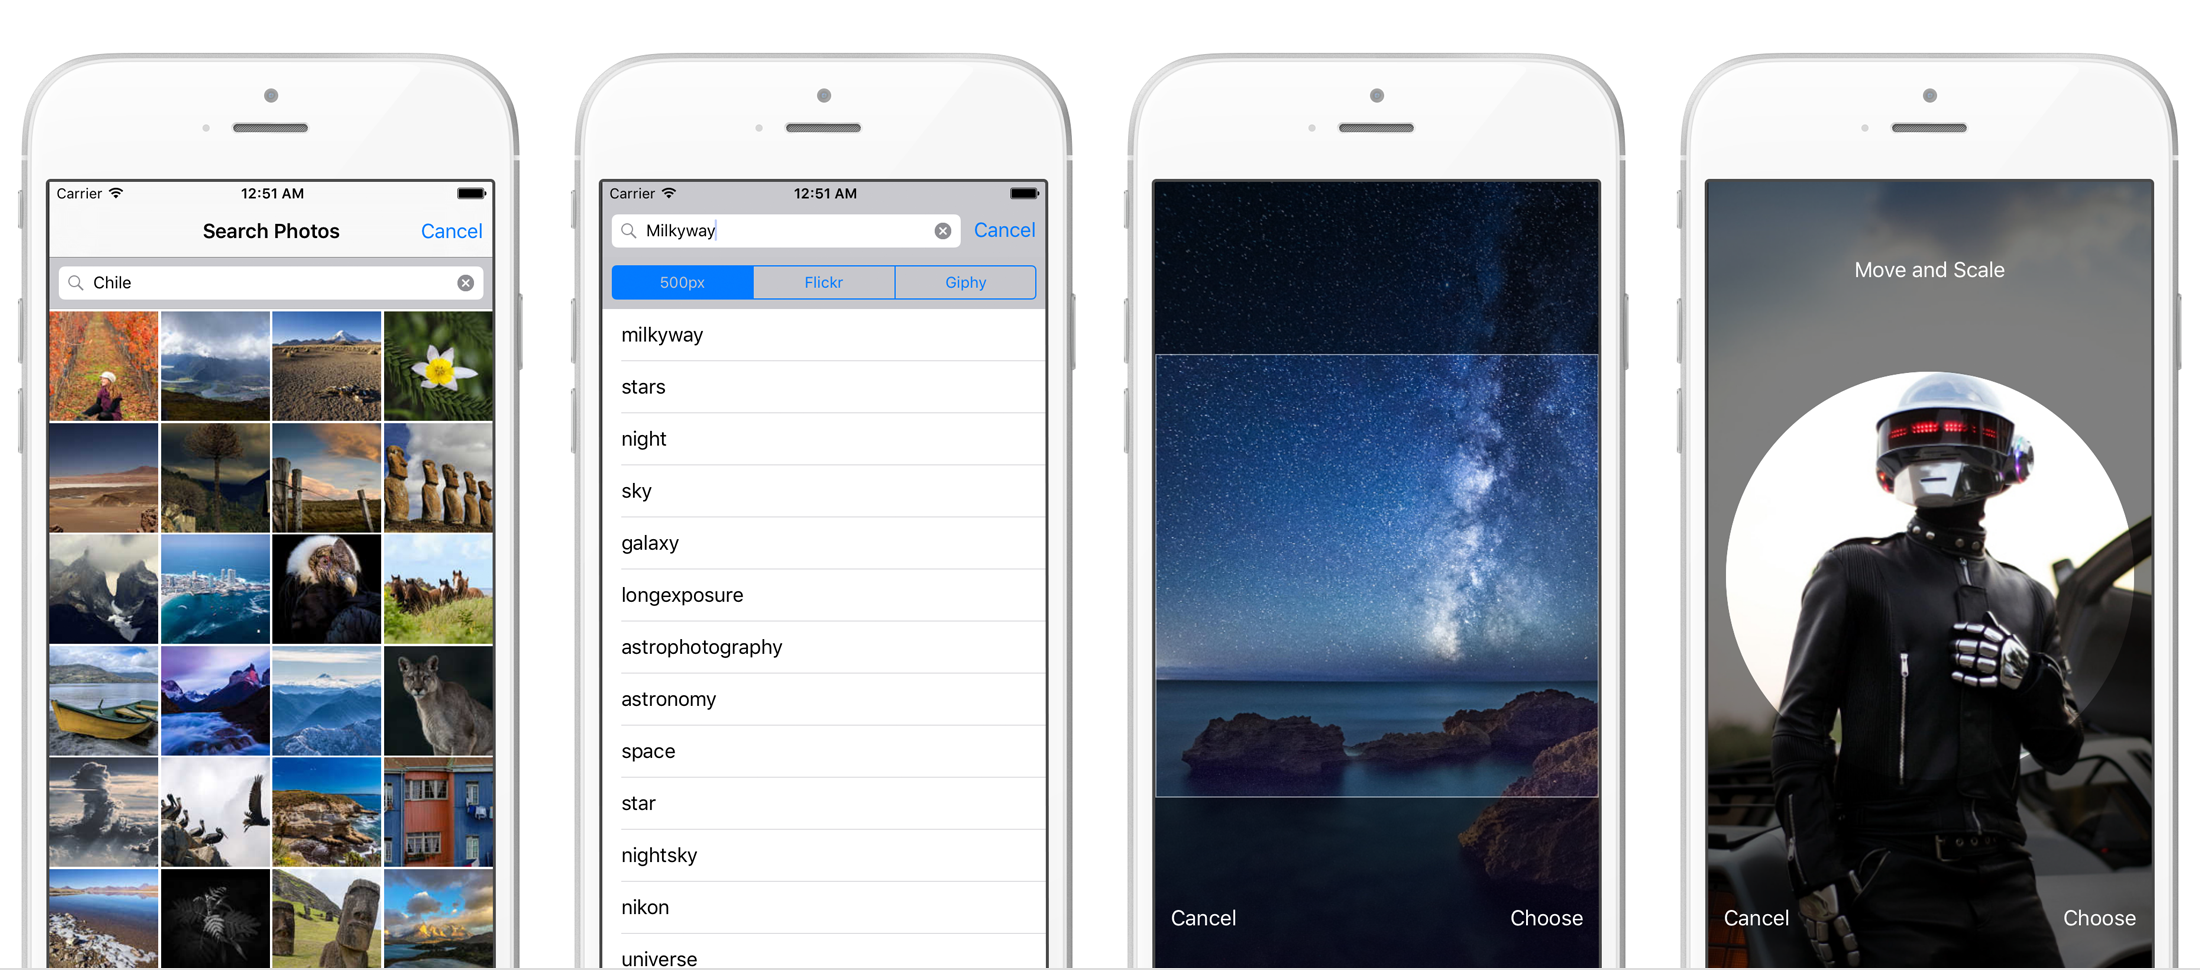 Carrier 12:51 AM
Search Photos Cancel
Chile
Carrier 12:51 AM
Milkyway Cancel
500px Flickr Giphy
milkyway
stars
night
sky
galaxy
longexposure
astrophotography
astronomy
space
star
nightsky
nikon
universe
Cancel Choose
Move and Scale
Cancel Choose